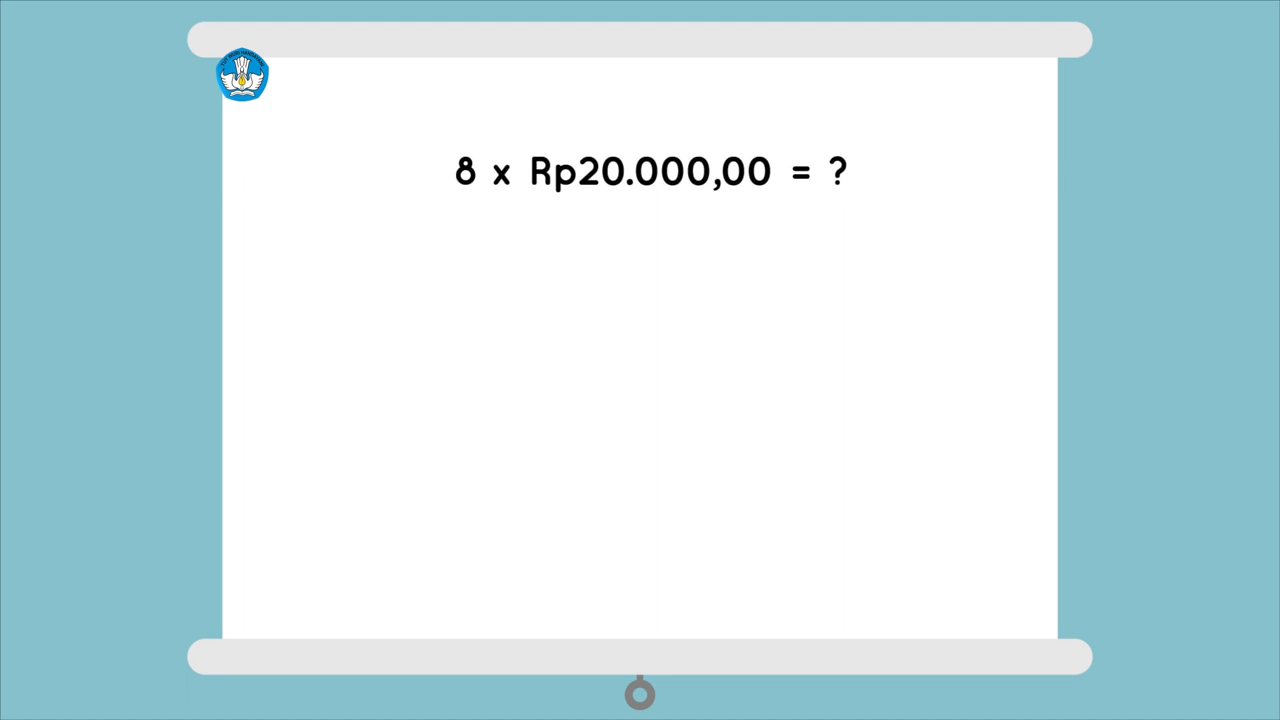 8 x Rp20.000,00 = ?